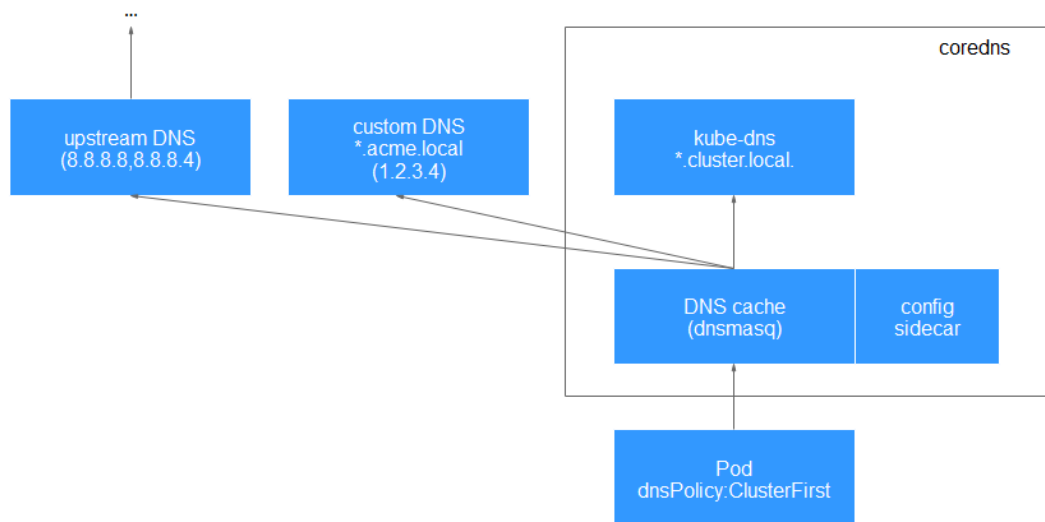 ...
coredns
upstream DNS
(8.8.8.8,8.8.8.4)
custom DNS
*.acme.local
(1.2.3.4)
kube-dns
*.cluster.local.
DNS cache
(dnsmasq)
config
sidecar
Pod
dnsPolicy:ClusterFirst